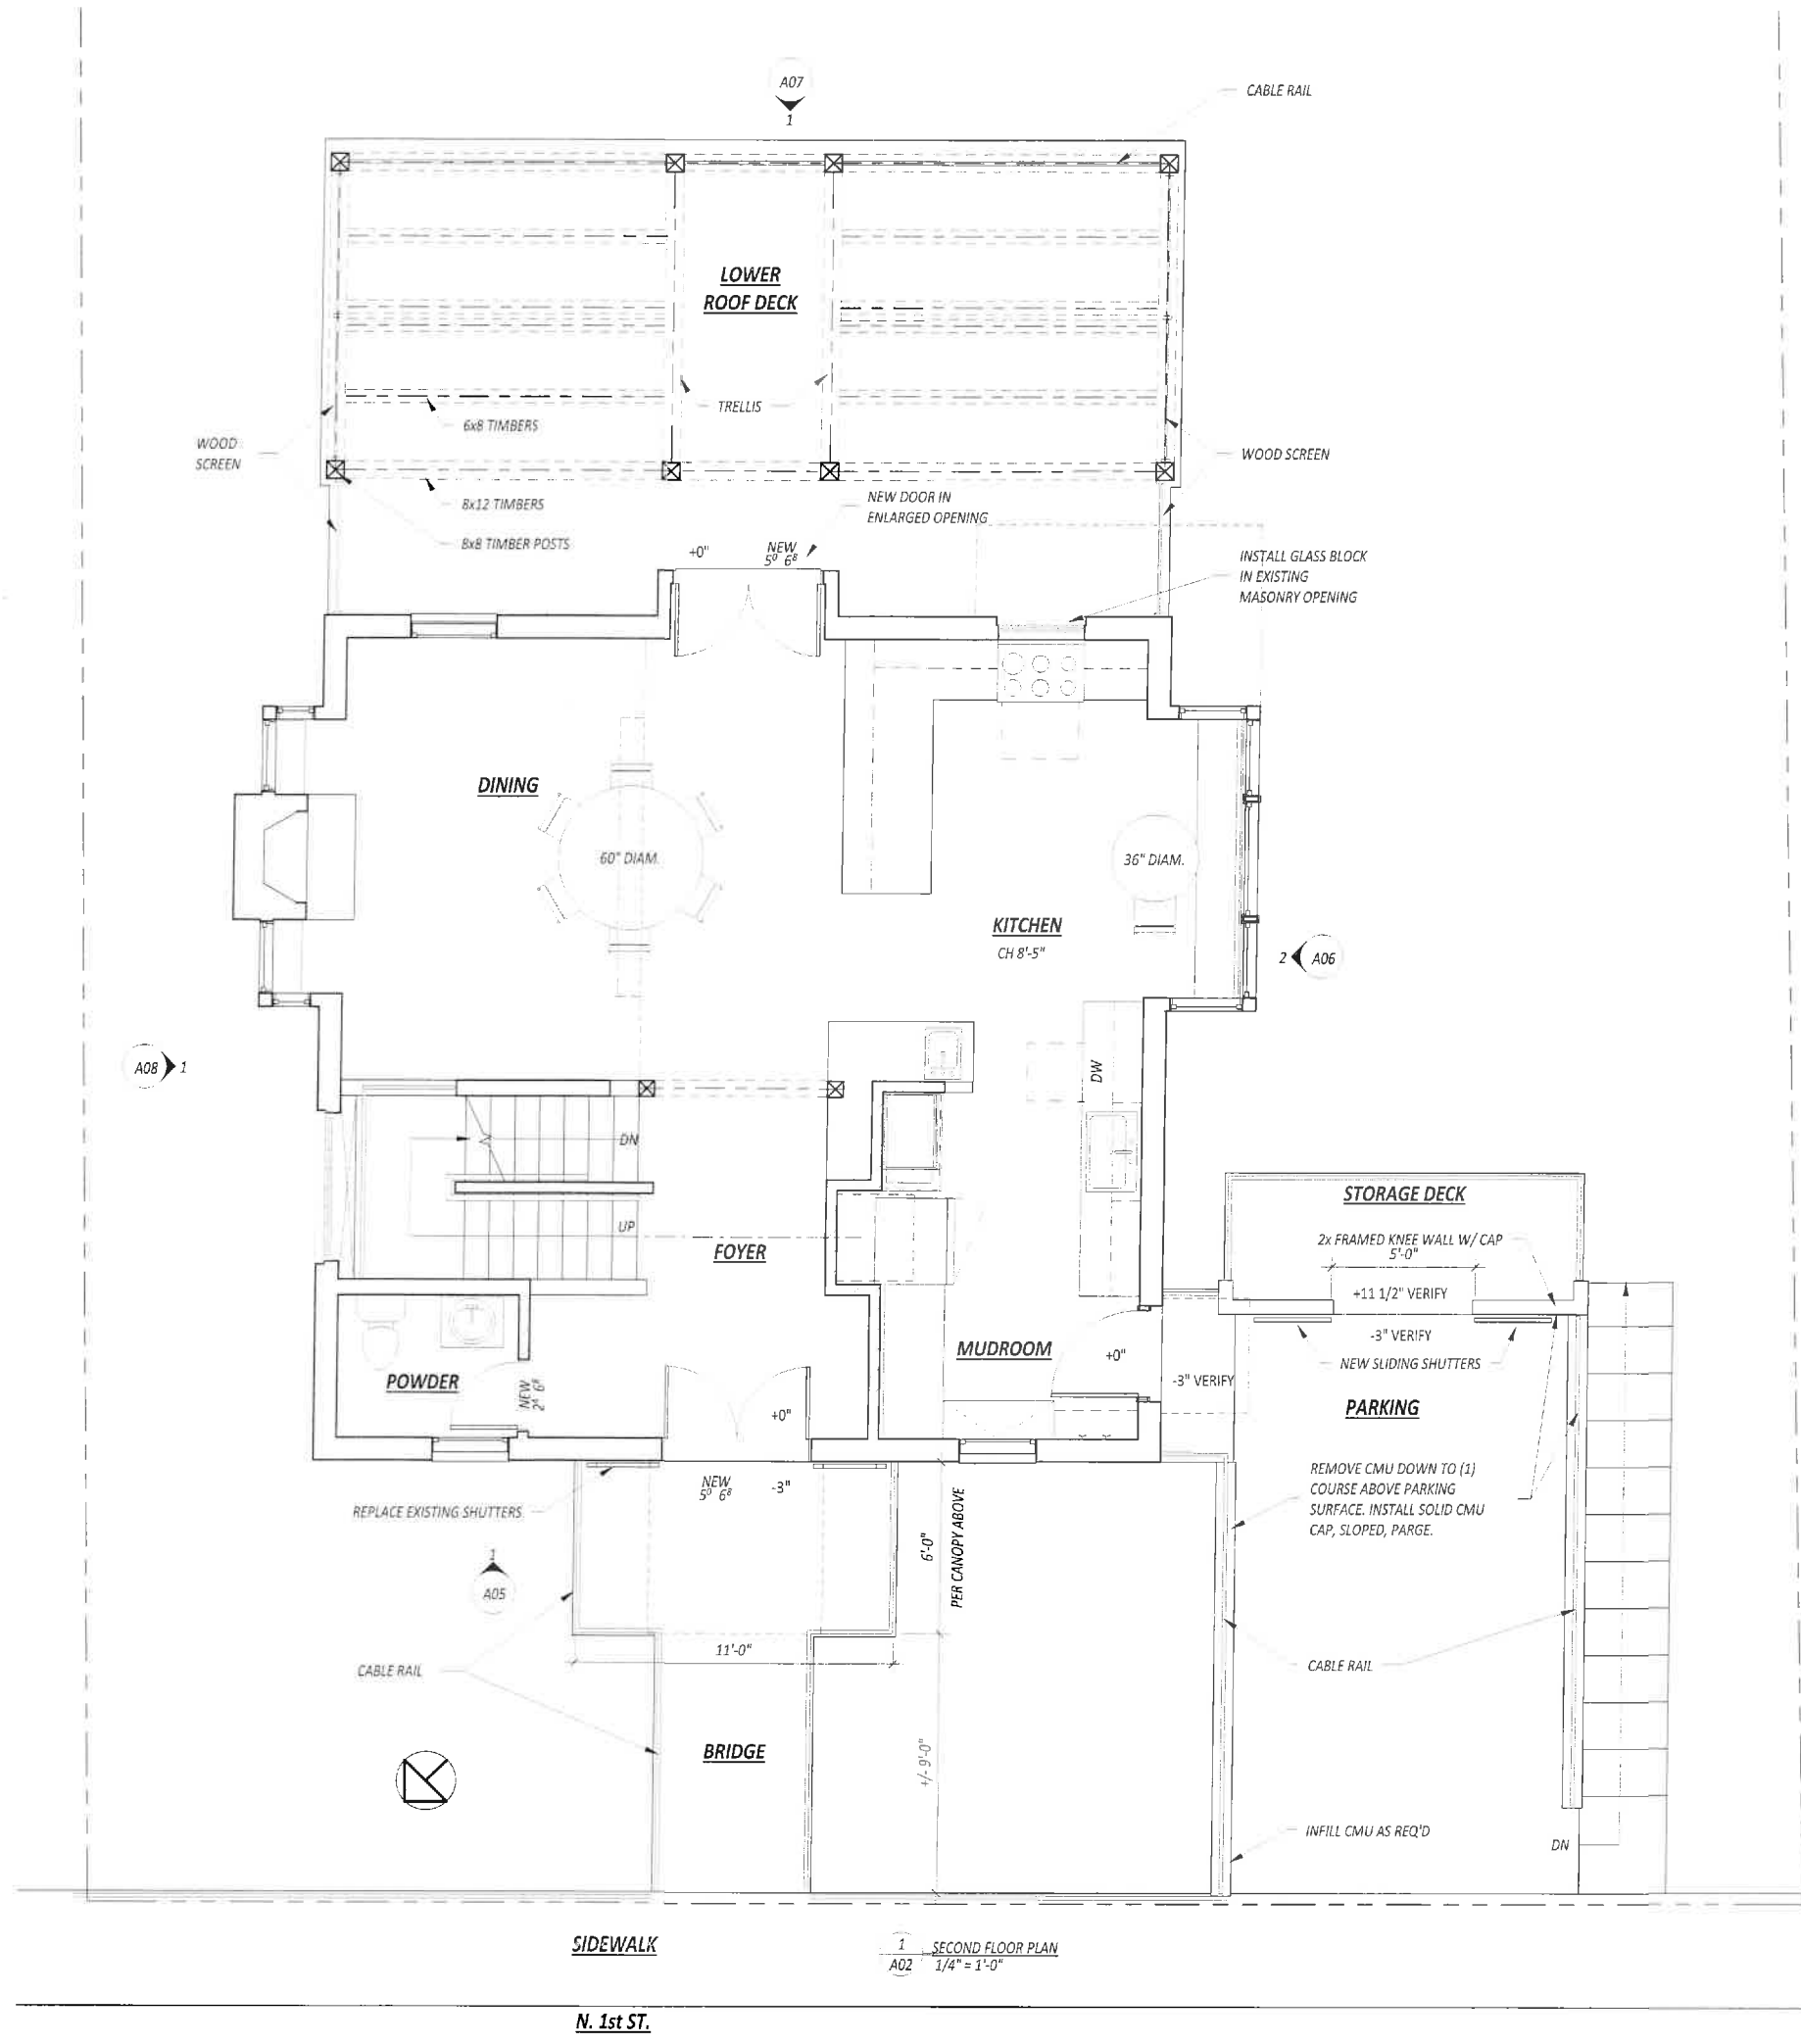 A07
1
CABLE RAIL
LOWER
ROOF DECK
TRELLIS
6x8 TIMBERS
WOOD
SCREEN
WOOD SCREEN
8x12 TIMBERS
NEW DOOR IN
ENLARGED OPENING
8x8 TIMBER POSTS
+0"
NEW
5⁰ 6⁸
INSTALL GLASS BLOCK
IN EXISTING
MASONRY OPENING
DINING
60" DIAM.
36" DIAM.
KITCHEN
CH 8'-5"
2 A06
A08 1
DW
DN
UP
FOYER
STORAGE DECK
2x FRAMED KNEE WALL W/ CAP
5'-0"
+11 1/2" VERIFY
-3" VERIFY
NEW SLIDING SHUTTERS
MUDROOM
+0"
-3" VERIFY
POWDER
NEW
2⁴ 6⁸
PARKING
+0"
NEW
5⁰ 6⁸
-3"
REPLACE EXISTING SHUTTERS
REMOVE CMU DOWN TO (1)
COURSE ABOVE PARKING
SURFACE. INSTALL SOLID CMU
CAP, SLOPED, PARGE.
6'-0"
PER CANOPY ABOVE
1
A05
11'-0"
CABLE RAIL
CABLE RAIL
BRIDGE
+/- 9'-0"
INFILL CMU AS REQ'D
DN
SIDEWALK
1
A02
SECOND FLOOR PLAN
1/4" = 1'-0"
N. 1st ST.